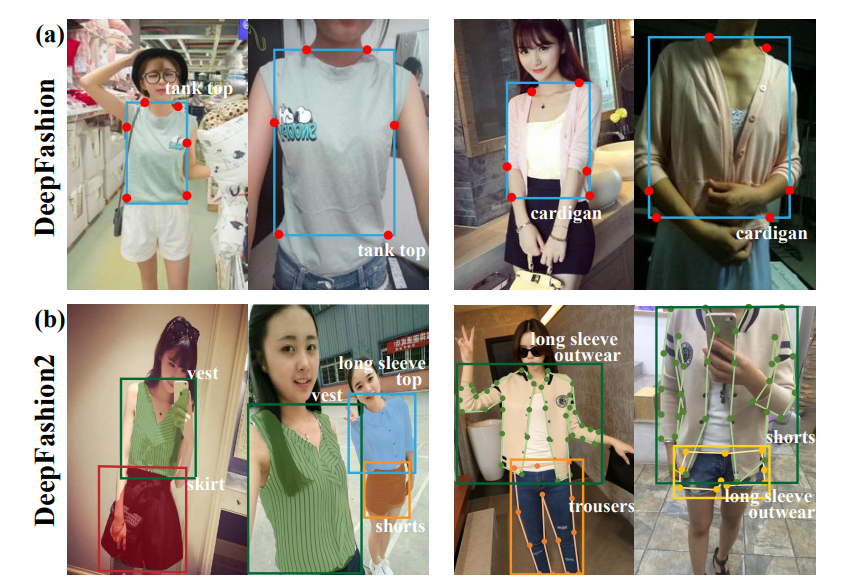 (a)
DeepFashion
tank top
tank top
cardigan
cardigan
(b)
DeepFashion2
vest
skirt
vest
long sleeve
top
shorts
long sleeve
outwear
trousers
shorts
long sleeve
outwear